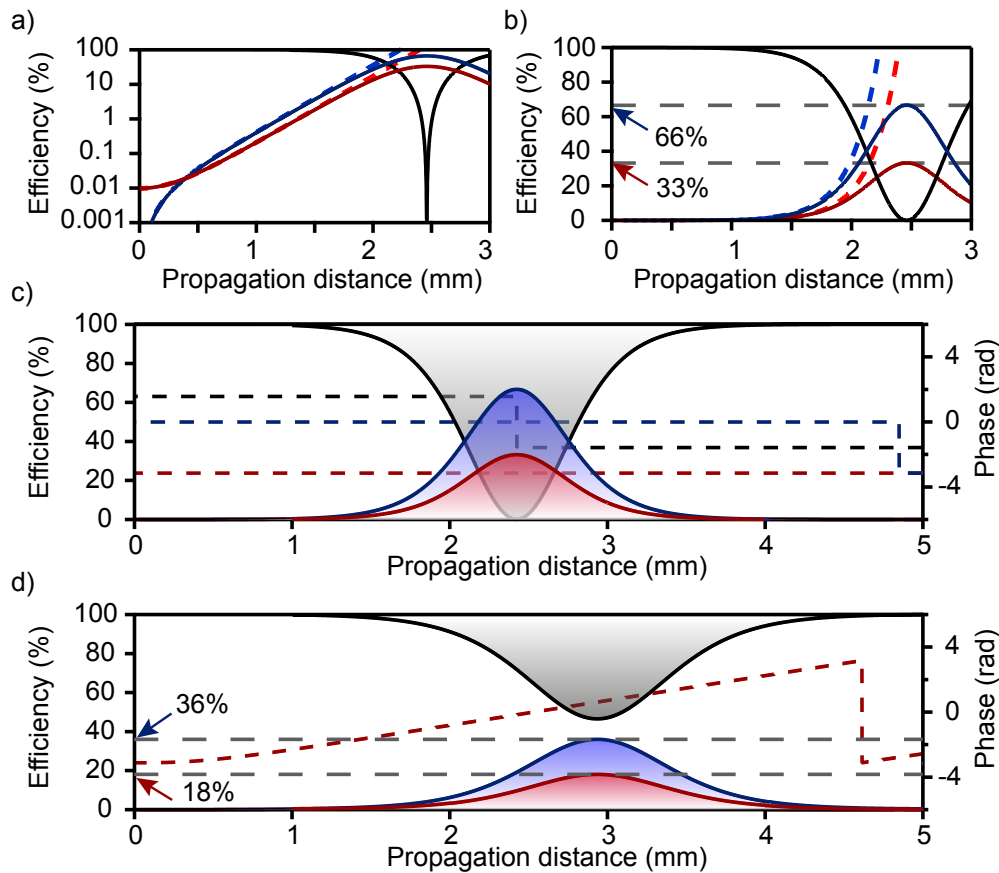 a)
Efficiency (%)
100
10
1
0.1
0.01
0.001
0 1 2 3
Propagation distance (mm)
b)
Efficiency (%)
100
80
60
40
20
0
66%
33%
0 1 2 3
Propagation distance (mm)
c)
Efficiency (%)
100
80
60
40
20
0
4
0
-4
Phase (rad)
0 1 2 3 4 5
Propagation distance (mm)
d)
Efficiency (%)
100
80
60
40
20
0
36%
18%
4
0
-4
Phase (rad)
0 1 2 3 4 5
Propagation distance (mm)